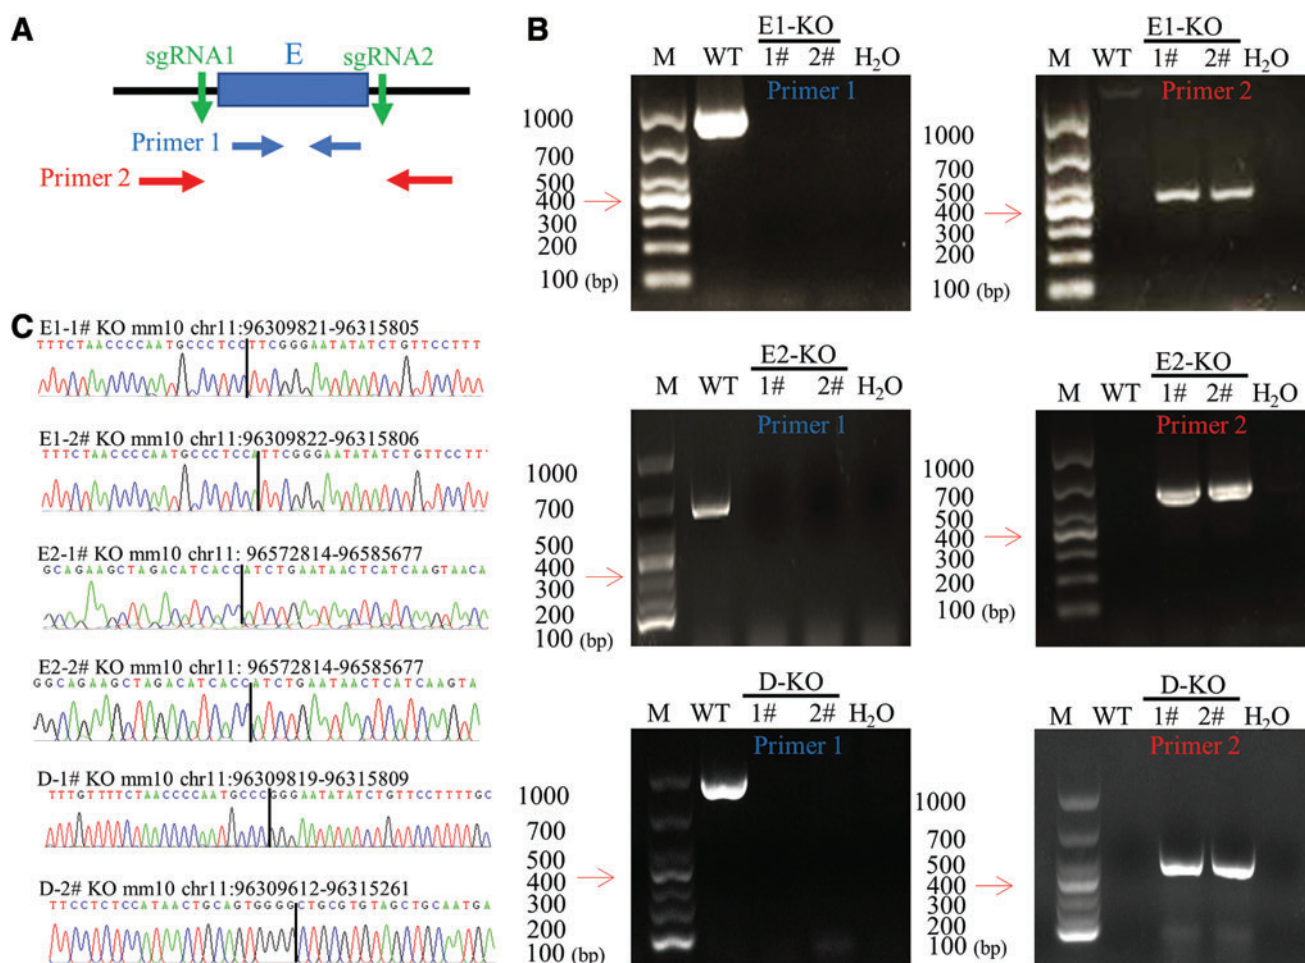 A
sgRNA1
E
sgRNA2
Primer 1
Primer 2
B
E1-KO
M WT 1# 2# H₂O
Primer 1
1000
700
500
400
300
200
100 (bp)
E1-KO
M WT 1# 2# H₂O
Primer 2
1000
700
500
400
300
200
100 (bp)
E2-KO
M WT 1# 2# H₂O
Primer 1
1000
700
500
400
300
200
100 (bp)
E2-KO
M WT 1# 2# H₂O
Primer 2
1000
700
500
400
300
200
100 (bp)
D-KO
M WT 1# 2# H₂O
Primer 1
1000
700
500
400
300
200
100 (bp)
D-KO
M WT 1# 2# H₂O
Primer 2
1000
700
500
400
300
200
100 (bp)
C
E1-1# KO mm10 chr11:96309821-96315805
TTTCTAACCCCAATGCCCTCCTTCGGGAATATATCTGTTCCTTT
E1-2# KO mm10 chr11:96309822-96315806
TTTCTAACCCCAATGCCCTCCATTCGGGAATATATCTGTTCCTT
E2-1# KO mm10 chr11: 96572814-96585677
GCAGAAGCTAGACATCACCATCTGAATAACTCATCAAGTAACA
E2-2# KO mm10 chr11: 96572814-96585677
GGCAGAAGCTAGACATCACCATCTGAATAACTCATCAAGTA
D-1# KO mm10 chr11:96309819-96315809
TTTGTTTTCTAACCCCAATGCCCGGGAATATATCTGTTCCTTTTGC
D-2# KO mm10 chr11:96309612-96315261
TTCCTCTCCATAACTGCAGTGGGGCTGCGTGTAGCTGCAATGA